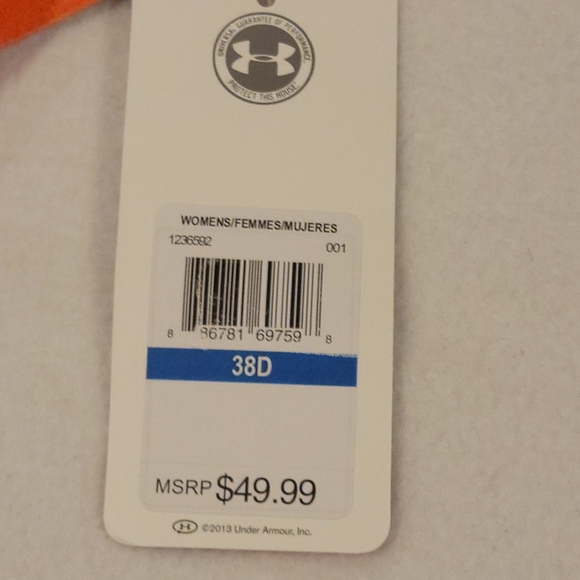 UNIVERSAL GUARANTEE OF PERFORMANCE.
PROTECT THIS HOUSE.
WOMENS/FEMMES/MUJERES
1236592 001
8 86781 69759 8
38D
MSRP $49.99
©2013 Under Armour, Inc.